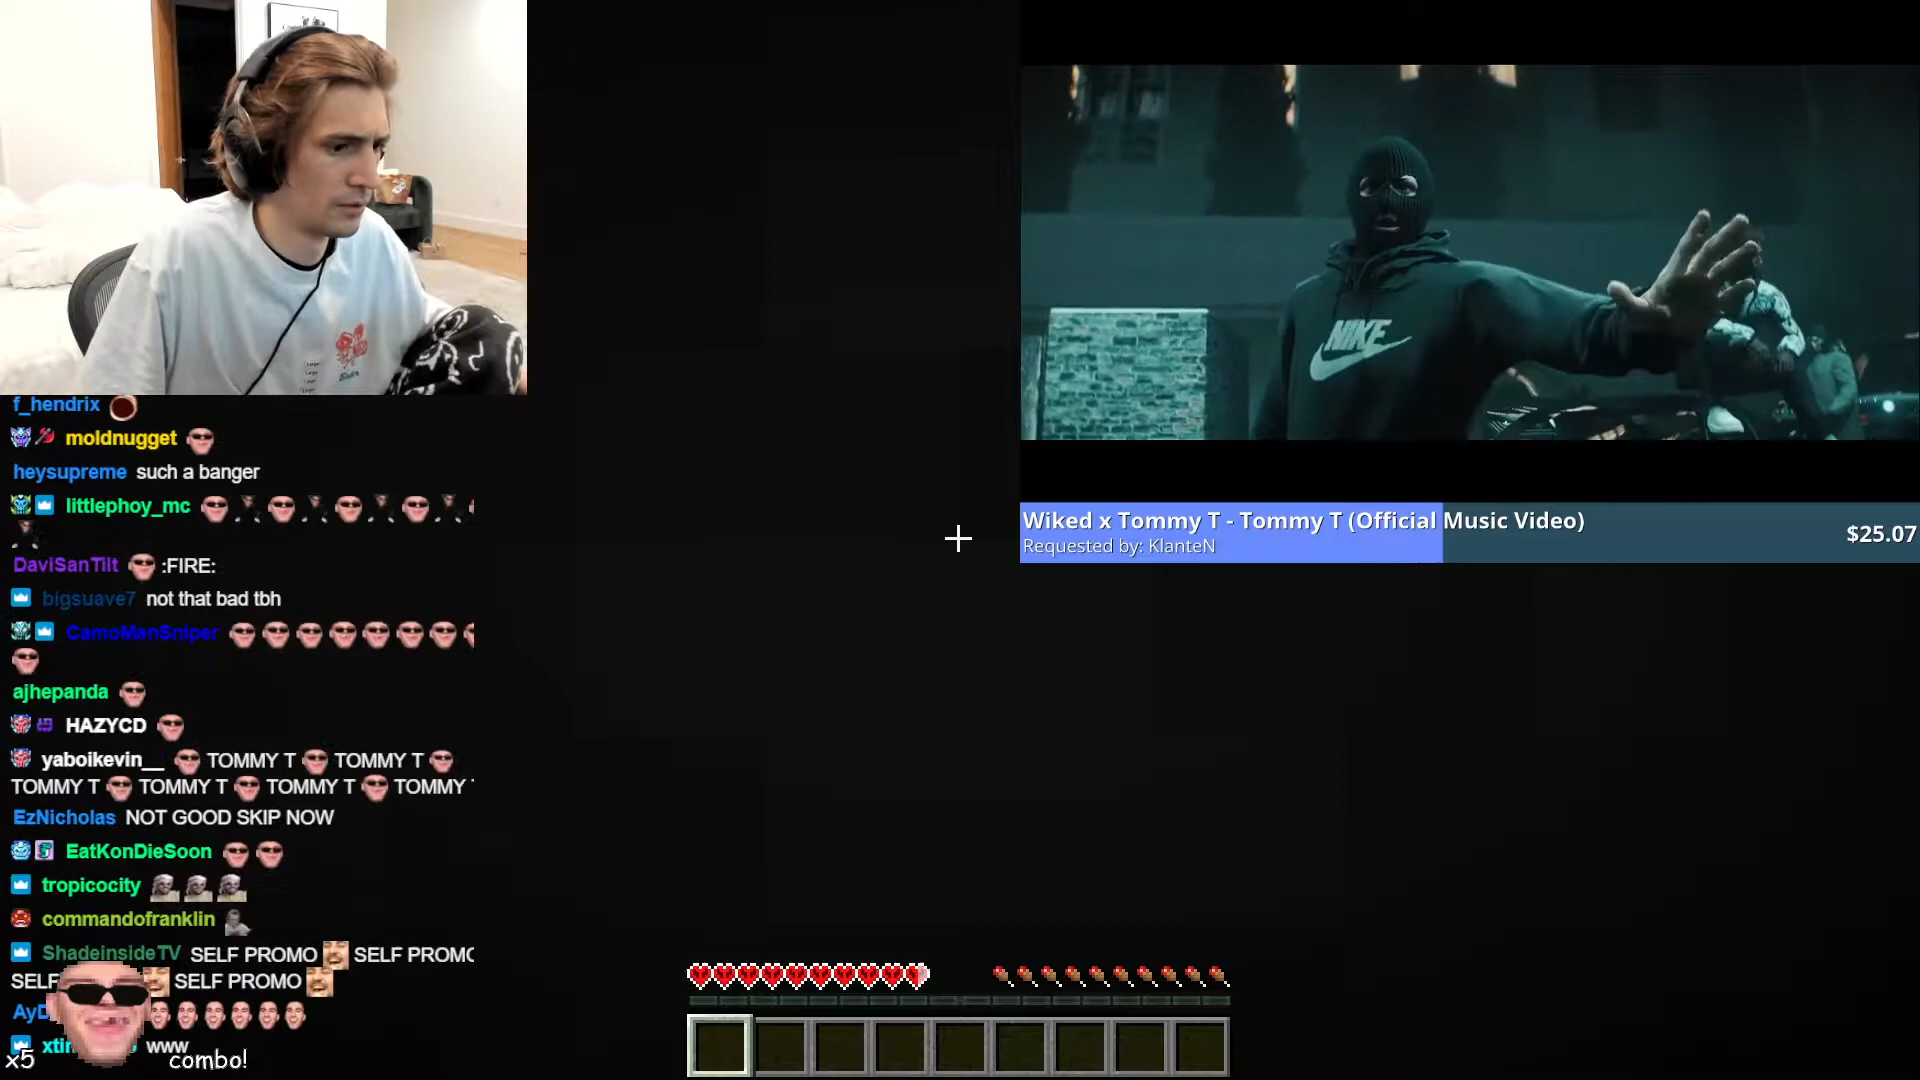 f_hendrix
moldnugget
heysupreme such a banger
littlephoy_mc
DaviSanTilt :FIRE:
bigsuave7 not that bad tbh
CamoManSniper
ajhepanda
HAZYCD
yaboikevin__ TOMMY T TOMMY T
TOMMY T TOMMY T TOMMY T TOMMY
EzNicholas NOT GOOD SKIP NOW
EatKonDieSoon
tropicocity
commandofranklin
ShadeinsideTV SELF PROMO SELF PROMO
SELF SELF PROMO
AyD
xtin www
x5 combo!
NIKE
Wiked x Tommy T - Tommy T (Official Music Video)
Requested by: KlanteN
$25.07